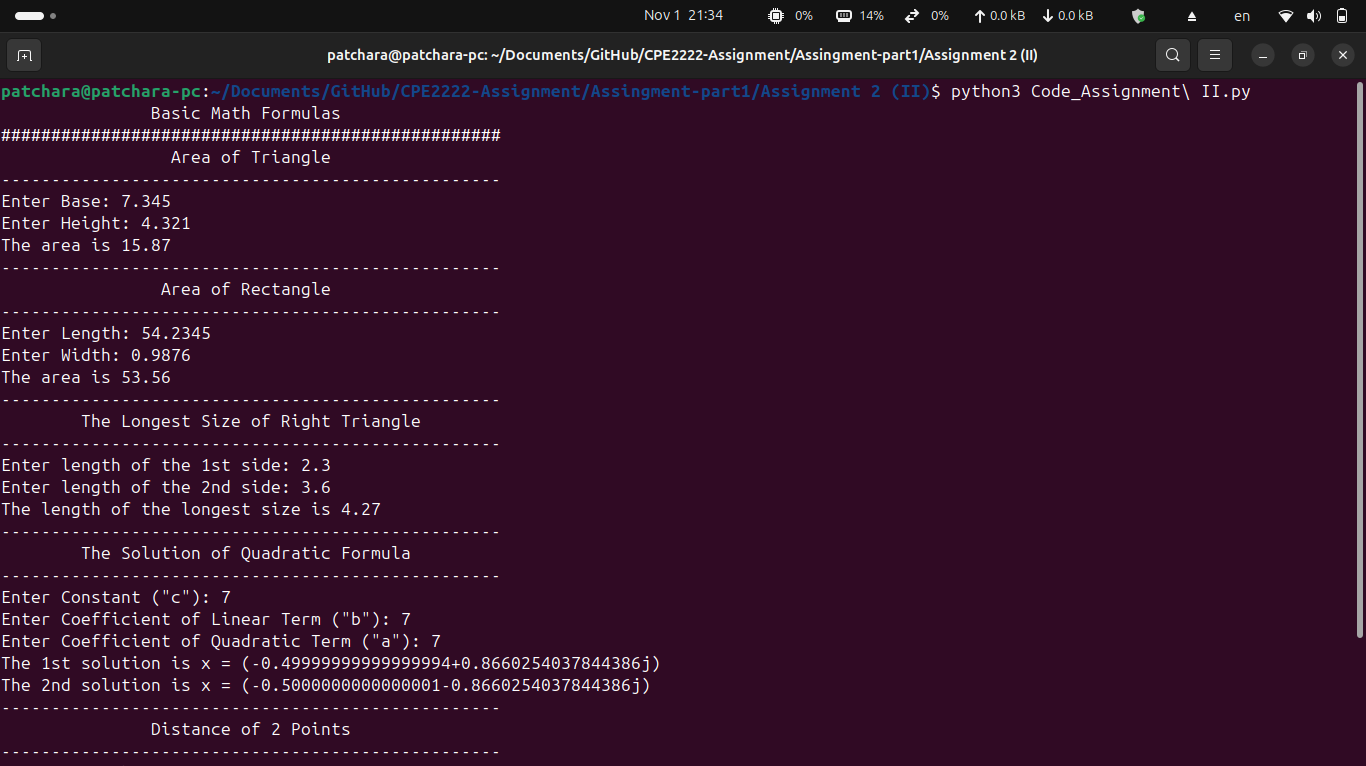 Nov 1 21:34
0%
14%
0%
0.0 kB
0.0 kB
en
patchara@patchara-pc: ~/Documents/GitHub/CPE2222-Assignment/Assingment-part1/Assignment 2 (II)
patchara@patchara-pc:~/Documents/GitHub/CPE2222-Assignment/Assingment-part1/Assignment 2 (II)$ python3 Code_Assignment\ II.py
Basic Math Formulas
##################################################
Area of Triangle
--------------------------------------------------
Enter Base: 7.345
Enter Height: 4.321
The area is 15.87
--------------------------------------------------
Area of Rectangle
--------------------------------------------------
Enter Length: 54.2345
Enter Width: 0.9876
The area is 53.56
--------------------------------------------------
The Longest Size of Right Triangle
--------------------------------------------------
Enter length of the 1st side: 2.3
Enter length of the 2nd side: 3.6
The length of the longest size is 4.27
--------------------------------------------------
The Solution of Quadratic Formula
--------------------------------------------------
Enter Constant ("c"): 7
Enter Coefficient of Linear Term ("b"): 7
Enter Coefficient of Quadratic Term ("a"): 7
The 1st solution is x = (-0.49999999999999994+0.8660254037844386j)
The 2nd solution is x = (-0.5000000000000001-0.8660254037844386j)
--------------------------------------------------
Distance of 2 Points
--------------------------------------------------